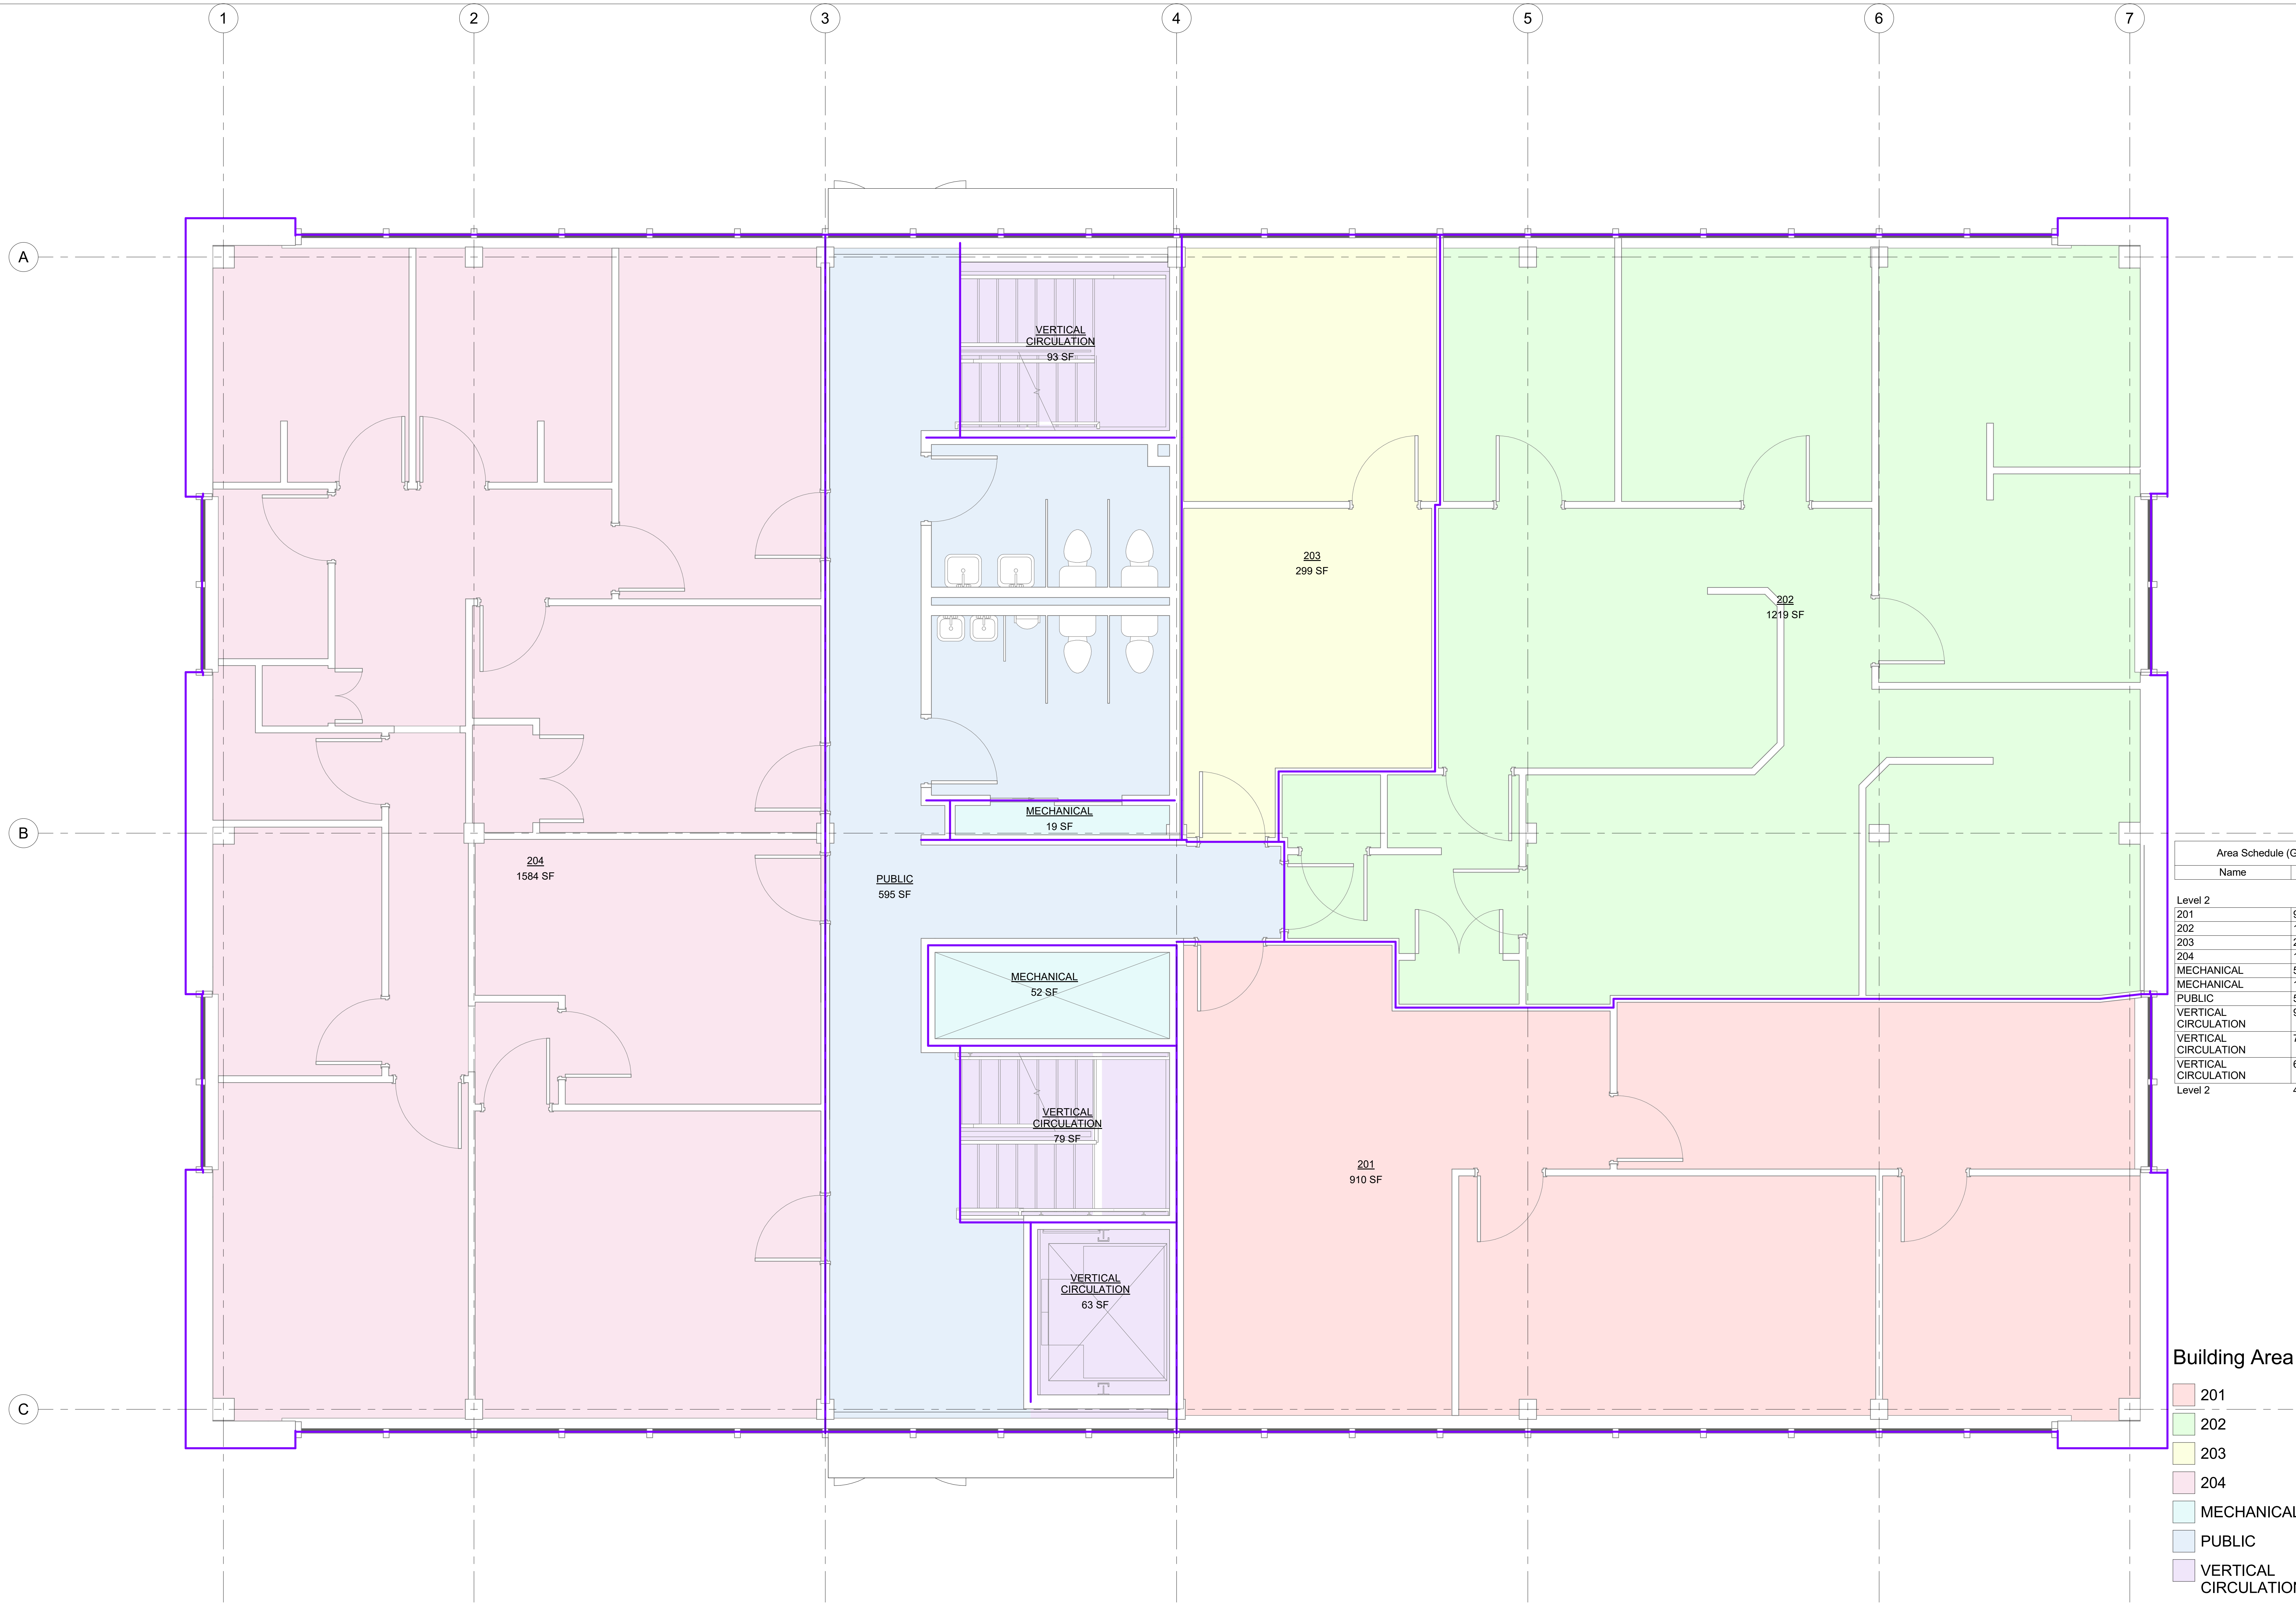 1
2
3
4
5
6
7
A
B
C
VERTICAL
CIRCULATION
93 SF
203
299 SF
202
1219 SF
MECHANICAL
19 SF
204
1584 SF
PUBLIC
595 SF
MECHANICAL
52 SF
VERTICAL
CIRCULATION
79 SF
201
910 SF
VERTICAL
CIRCULATION
63 SF
Area Schedule (G
Name
Level 2
201
202
203
204
MECHANICAL
MECHANICAL
PUBLIC
VERTICAL
CIRCULATION
VERTICAL
CIRCULATION
VERTICAL
CIRCULATION
Level 2
Building Area
201
202
203
204
MECHANICAL
PUBLIC
VERTICAL
CIRCULATION